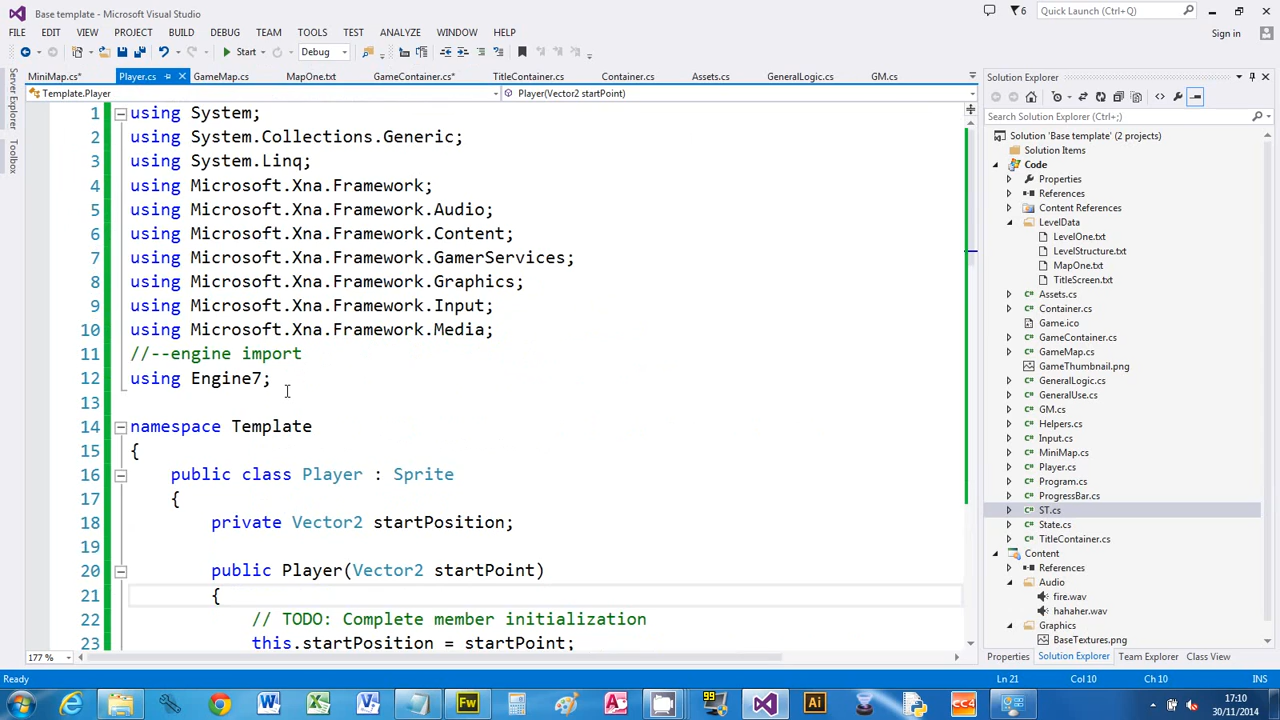 Base template - Microsoft Visual Studio
6
Quick Launch (Ctrl+Q)
FILE EDIT VIEW PROJECT BUILD DEBUG TEAM TOOLS TEST ANALYZE WINDOW HELP
Sign in
Start Debug
MiniMap.cs* Player.cs GameMap.cs MapOne.txt GameContainer.cs* TitleContainer.cs Container.cs Assets.cs GeneralLogic.cs GM.cs
Template.Player Player(Vector2 startPoint)
Server Explorer
Toolbox
1 using System;
2 using System.Collections.Generic;
3 using System.Linq;
4 using Microsoft.Xna.Framework;
5 using Microsoft.Xna.Framework.Audio;
6 using Microsoft.Xna.Framework.Content;
7 using Microsoft.Xna.Framework.GamerServices;
8 using Microsoft.Xna.Framework.Graphics;
9 using Microsoft.Xna.Framework.Input;
10 using Microsoft.Xna.Framework.Media;
11 //--engine import
12 using Engine7;
13
14 namespace Template
15 {
16 public class Player : Sprite
17 {
18 private Vector2 startPosition;
19
20 public Player(Vector2 startPoint)
21 {
22 // TODO: Complete member initialization
23 this.startPosition = startPoint;
177 %
Solution Explorer
Search Solution Explorer (Ctrl+;)
Solution 'Base template' (2 projects)
Solution Items
Code
Properties
References
Content References
LevelData
LevelOne.txt
LevelStructure.txt
MapOne.txt
TitleScreen.txt
Assets.cs
Container.cs
Game.ico
GameContainer.cs
GameMap.cs
GameThumbnail.png
GeneralLogic.cs
GeneralUse.cs
GM.cs
Helpers.cs
Input.cs
MiniMap.cs
Player.cs
Program.cs
ProgressBar.cs
ST.cs
State.cs
TitleContainer.cs
Content
References
Audio
fire.wav
hahaher.wav
Graphics
BaseTextures.png
Properties Solution Explorer Team Explorer Class View
Ready Ln 21 Col 10 Ch 10 INS
Fw 99 Ai CC4
17:10
30/11/2014